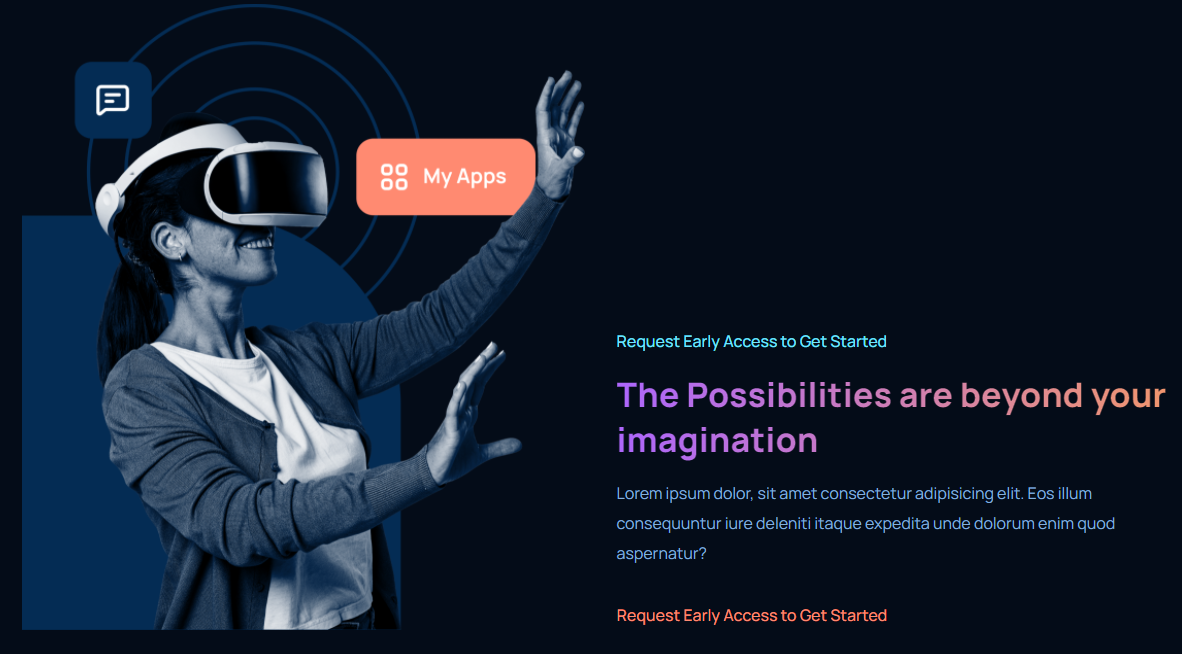 My Apps
Request Early Access to Get Started
The Possibilities are beyond your
imagination
Lorem ipsum dolor, sit amet consectetur adipisicing elit. Eos illum
consequuntur iure deleniti itaque expedita unde dolorum enim quod
aspernatur?
Request Early Access to Get Started